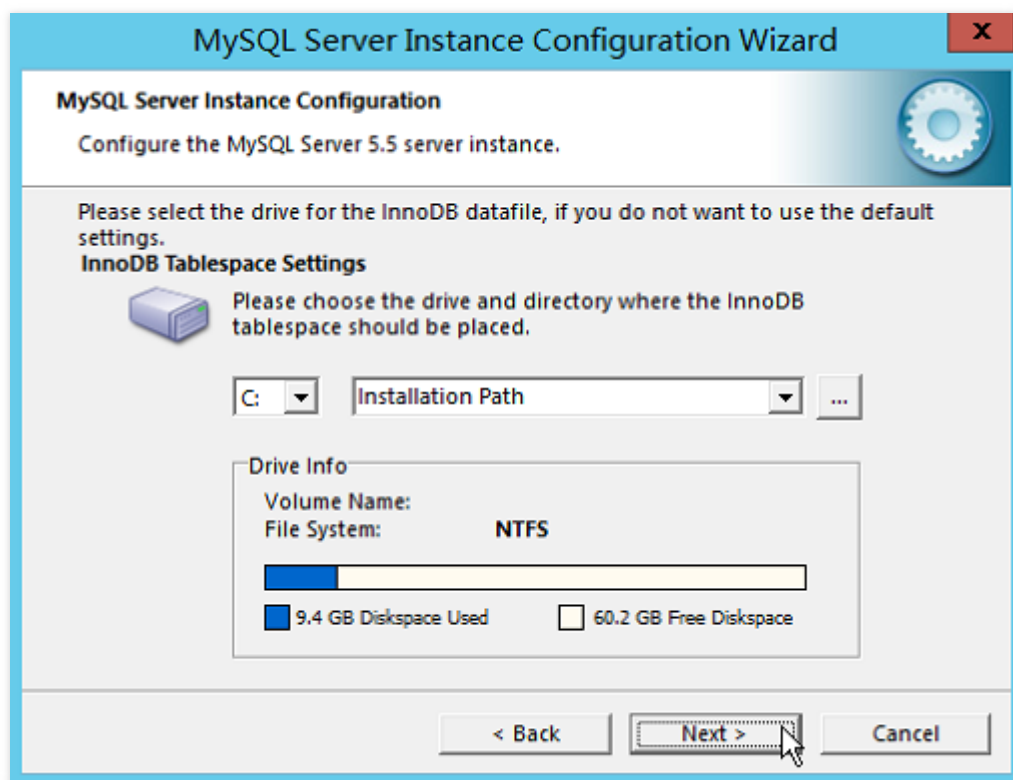 MySQL Server Instance Configuration Wizard
x
MySQL Server Instance Configuration
Configure the MySQL Server 5.5 server instance.
Please select the drive for the InnoDB datafile, if you do not want to use the default
settings.
InnoDB Tablespace Settings
Please choose the drive and directory where the InnoDB
tablespace should be placed.
C: Installation Path ...
Drive Info
Volume Name:
File System: NTFS
9.4 GB Diskspace Used 60.2 GB Free Diskspace
< Back Next > Cancel